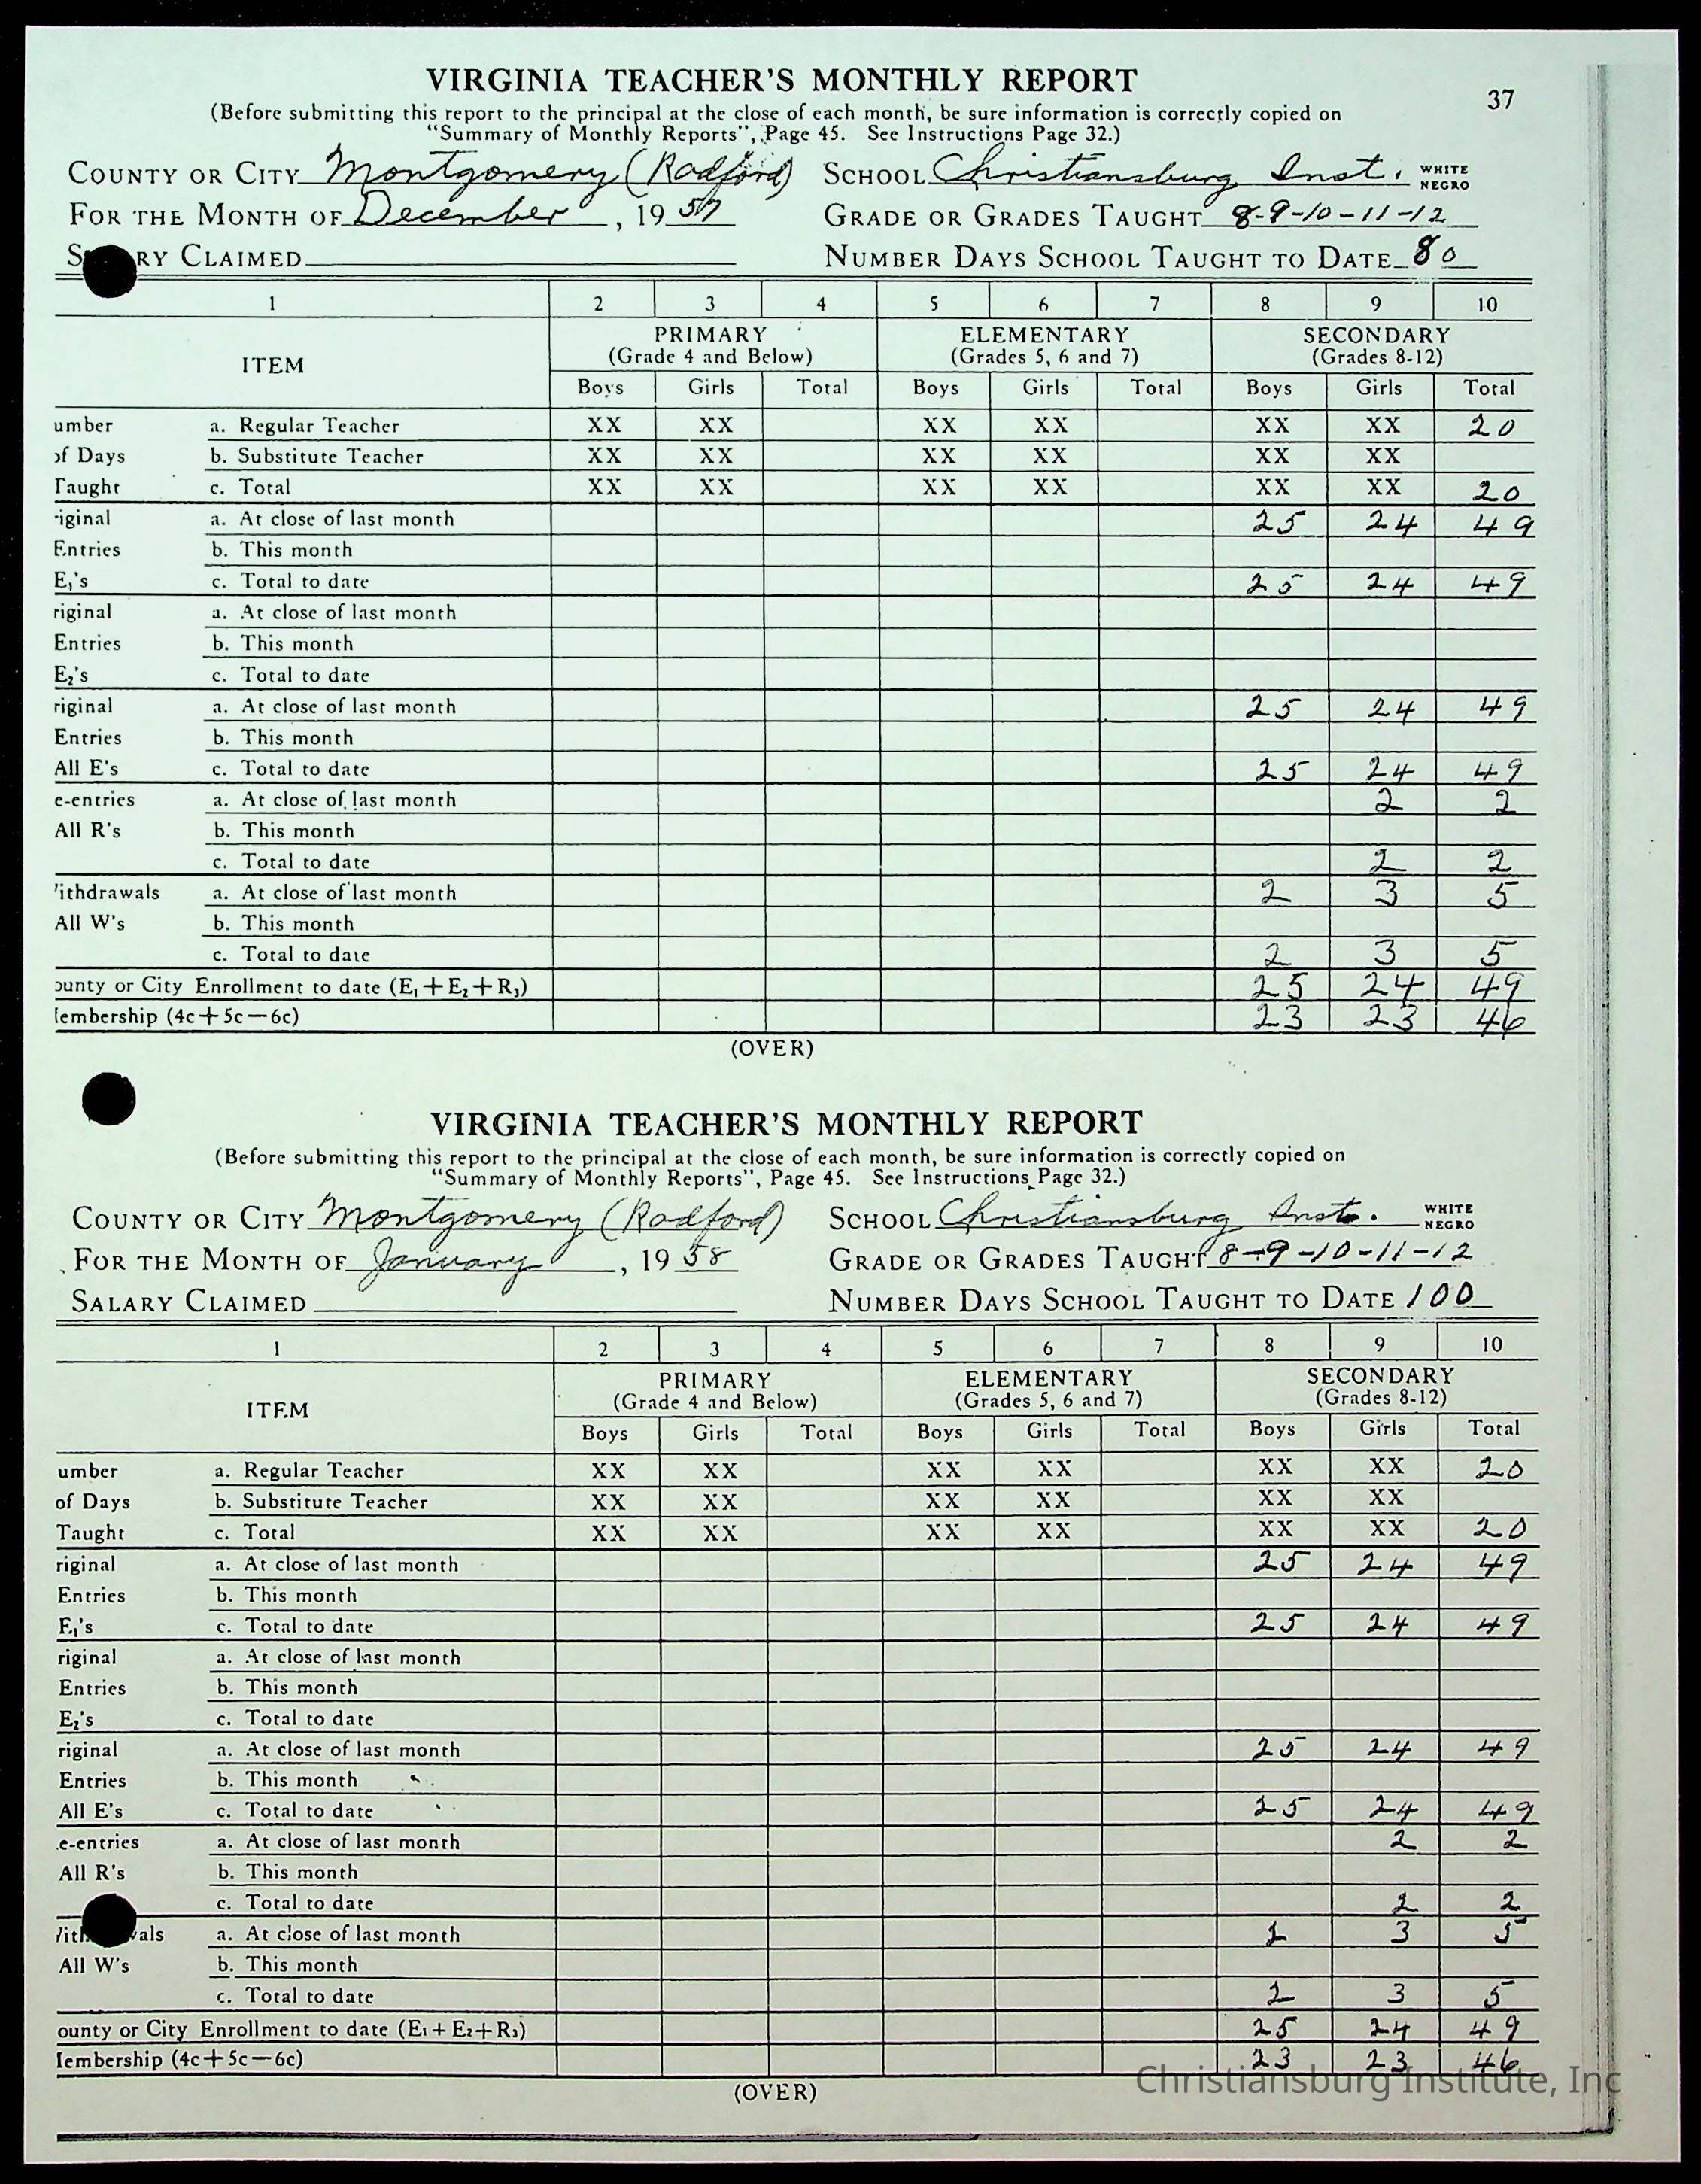 37
VIRGINIA TEACHER'S MONTHLY REPORT
(Before submitting this report to the principal at the close of each month, be sure information is correctly copied on
"Summary of Monthly Reports", Page 45. See Instructions Page 32.)
COUNTY OR CITY Montgomery (Radford) SCHOOL Christiansburg Inst. WHITE NEGRO
FOR THE MONTH OF December, 1957 GRADE OR GRADES TAUGHT 8-9-10-11-12
S RY CLAIMED NUMBER DAYS SCHOOL TAUGHT TO DATE 80
1 2 3 4 5 6 7 8 9 10
ITEM PRIMARY (Grade 4 and Below) ELEMENTARY (Grades 5, 6 and 7) SECONDARY (Grades 8-12)
Boys Girls Total Boys Girls Total Boys Girls Total
umber a. Regular Teacher XX XX XX XX XX XX 20
of Days b. Substitute Teacher XX XX XX XX XX XX
Taught c. Total XX XX XX XX XX XX 20
riginal a. At close of last month 25 24 49
Entries b. This month
E₁'s c. Total to date 25 24 49
riginal a. At close of last month
Entries b. This month
E₂'s c. Total to date
riginal a. At close of last month 25 24 49
Entries b. This month
All E's c. Total to date 25 24 49
e-entries a. At close of last month 2 2
All R's b. This month
c. Total to date 2 2
ithdrawals a. At close of last month 2 3 5
All W's b. This month
c. Total to date 2 3 5
ounty or City Enrollment to date (E₁+E₂+R₃) 25 24 49
embership (4c+5c—6c) 23 23 46
(OVER)
VIRGINIA TEACHER'S MONTHLY REPORT
(Before submitting this report to the principal at the close of each month, be sure information is correctly copied on
"Summary of Monthly Reports", Page 45. See Instructions Page 32.)
COUNTY OR CITY Montgomery (Radford) SCHOOL Christiansburg Inst. WHITE NEGRO
FOR THE MONTH OF January, 1958 GRADE OR GRADES TAUGHT 8-9-10-11-12
SALARY CLAIMED NUMBER DAYS SCHOOL TAUGHT TO DATE 100
1 2 3 4 5 6 7 8 9 10
ITEM PRIMARY (Grade 4 and Below) ELEMENTARY (Grades 5, 6 and 7) SECONDARY (Grades 8-12)
Boys Girls Total Boys Girls Total Boys Girls Total
umber a. Regular Teacher XX XX XX XX XX XX 20
of Days b. Substitute Teacher XX XX XX XX XX XX
Taught c. Total XX XX XX XX XX XX 20
riginal a. At close of last month 25 24 49
Entries b. This month
E₁'s c. Total to date 25 24 49
riginal a. At close of last month
Entries b. This month
E₂'s c. Total to date
riginal a. At close of last month 25 24 49
Entries b. This month
All E's c. Total to date 25 24 49
e-entries a. At close of last month 2 2
All R's b. This month
c. Total to date 2 2
ith vals a. At close of last month 2 3 5
All W's b. This month
c. Total to date 2 3 5
ounty or City Enrollment to date (E₁+E₂+R₃) 25 24 49
embership (4c+5c—6c) 23 23 46
(OVER)
Christiansburg Institute, Inc